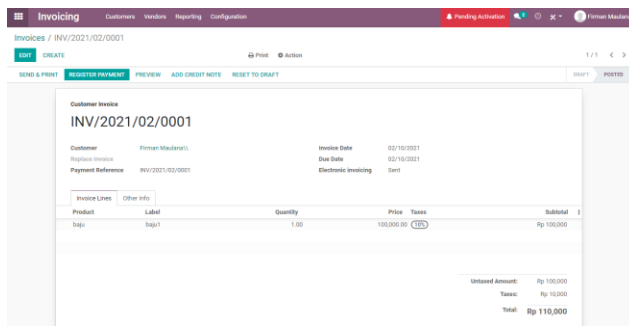 Invoicing Customers Vendors Reporting Configuration Pending Activation Firman Maulana
Invoices / INV/2021/02/0001
EDIT CREATE Print Action 1 / 1
SEND & PRINT REGISTER PAYMENT PREVIEW ADD CREDIT NOTE RESET TO DRAFT DRAFT POSTED
Customer Invoice
INV/2021/02/0001
Customer Firman Maulana\\ Invoice Date 02/10/2021
Replace Invoice Due Date 02/10/2021
Payment Reference INV/2021/02/0001 Electronic invoicing Sent
Invoice Lines Other Info
Product Label Quantity Price Taxes Subtotal
baju baju1 1.00 100,000.00 10% Rp 100,000
Untaxed Amount: Rp 100,000
Taxes: Rp 10,000
Total: Rp 110,000